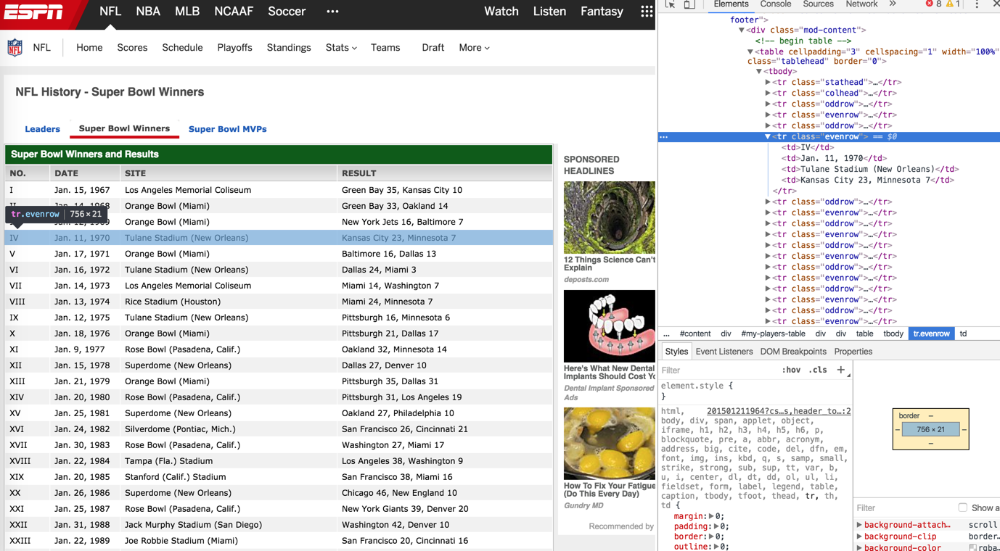 ESPN NFL NBA MLB NCAAF Soccer ••• Watch Listen Fantasy
NFL NFL Home Scores Schedule Playoffs Standings Stats Teams Draft More
NFL History - Super Bowl Winners
Leaders Super Bowl Winners Super Bowl MVPs
Super Bowl Winners and Results
NO. DATE SITE RESULT
I Jan. 15, 1967 Los Angeles Memorial Coliseum Green Bay 35, Kansas City 10
II Jan. 14, 1968 Orange Bowl (Miami) Green Bay 33, Oakland 14
tr.evenrow 756×21
1969 Orange Bowl (Miami) New York Jets 16, Baltimore 7
IV Jan. 11, 1970 Tulane Stadium (New Orleans) Kansas City 23, Minnesota 7
V Jan. 17, 1971 Orange Bowl (Miami) Baltimore 16, Dallas 13
VI Jan. 16, 1972 Tulane Stadium (New Orleans) Dallas 24, Miami 3
VII Jan. 14, 1973 Los Angeles Memorial Coliseum Miami 14, Washington 7
VIII Jan. 13, 1974 Rice Stadium (Houston) Miami 24, Minnesota 7
IX Jan. 12, 1975 Tulane Stadium (New Orleans) Pittsburgh 16, Minnesota 6
X Jan. 18, 1976 Orange Bowl (Miami) Pittsburgh 21, Dallas 17
XI Jan. 9, 1977 Rose Bowl (Pasadena, Calif.) Oakland 32, Minnesota 14
XII Jan. 15, 1978 Superdome (New Orleans) Dallas 27, Denver 10
XIII Jan. 21, 1979 Orange Bowl (Miami) Pittsburgh 35, Dallas 31
XIV Jan. 20, 1980 Rose Bowl (Pasadena, Calif.) Pittsburgh 31, Los Angeles 19
XV Jan. 25, 1981 Superdome (New Orleans) Oakland 27, Philadelphia 10
XVI Jan. 24, 1982 Silverdome (Pontiac, Mich.) San Francisco 26, Cincinnati 21
XVII Jan. 30, 1983 Rose Bowl (Pasadena, Calif.) Washington 27, Miami 17
XVIII Jan. 22, 1984 Tampa (Fla.) Stadium Los Angeles 38, Washington 9
XIX Jan. 20, 1985 Stanford (Calif.) Stadium San Francisco 38, Miami 16
XX Jan. 26, 1986 Superdome (New Orleans) Chicago 46, New England 10
XXI Jan. 25, 1987 Rose Bowl (Pasadena, Calif.) New York Giants 39, Denver 20
XXII Jan. 31, 1988 Jack Murphy Stadium (San Diego) Washington 42, Denver 10
XXIII Jan. 22, 1989 Joe Robbie Stadium (Miami) San Francisco 20, Cincinnati 16
SPONSORED
HEADLINES
12 Things Science Can't
Explain
deposts.com
Here's What New Dental
Implants Should Cost Yo
Dental Implant Sponsored
Ads
How To Fix Your Fatigue
(Do This Every Day)
Gundry MD
Recommended by
Elements Console Sources Network » 8 1
footer">
▼<div class="mod-content">
<!-- begin table -->
▼<table cellpadding="3" cellspacing="1" width="100%"
class="tablehead" border="0">
▼<tbody>
▶<tr class="stathead">…</tr>
▶<tr class="colhead">…</tr>
▶<tr class="oddrow">…</tr>
▶<tr class="evenrow">…</tr>
▶<tr class="oddrow">…</tr>
… ▼<tr class="evenrow"> == $0
<td>IV</td>
<td>Jan. 11, 1970</td>
<td>Tulane Stadium (New Orleans)</td>
<td>Kansas City 23, Minnesota 7</td>
</tr>
▶<tr class="oddrow">…</tr>
▶<tr class="evenrow">…</tr>
▶<tr class="oddrow">…</tr>
▶<tr class="evenrow">…</tr>
▶<tr class="oddrow">…</tr>
▶<tr class="evenrow">…</tr>
▶<tr class="oddrow">…</tr>
▶<tr class="evenrow">…</tr>
▶<tr class="oddrow">…</tr>
▶<tr class="evenrow">…</tr>
▶<tr class="oddrow">…</tr>
▶<tr class="evenrow">…</tr>
... #content div #my-players-table div div table tbody tr.evenrow td
Styles Event Listeners DOM Breakpoints Properties
Filter :hov .cls +
element.style {
}
html, 201501211964?cs…s,header_to…:2
body, div, span, applet, object,
iframe, h1, h2, h3, h4, h5, h6, p,
blockquote, pre, a, abbr, acronym,
address, big, cite, code, del, dfn, em,
font, img, ins, kbd, q, s, samp, small,
strike, strong, sub, sup, tt, var, b,
u, i, center, dl, dt, dd, ol, ul, li,
fieldset, form, label, legend, table,
caption, tbody, tfoot, thead, tr, th,
td {
margin:▶0;
padding:▶0;
border:▶0;
outline:▶0;
border –
– 756 × 21 –
–
Filter Show a
▶background-attach… scroll
▶background-clip border…
▶background-color rgba…